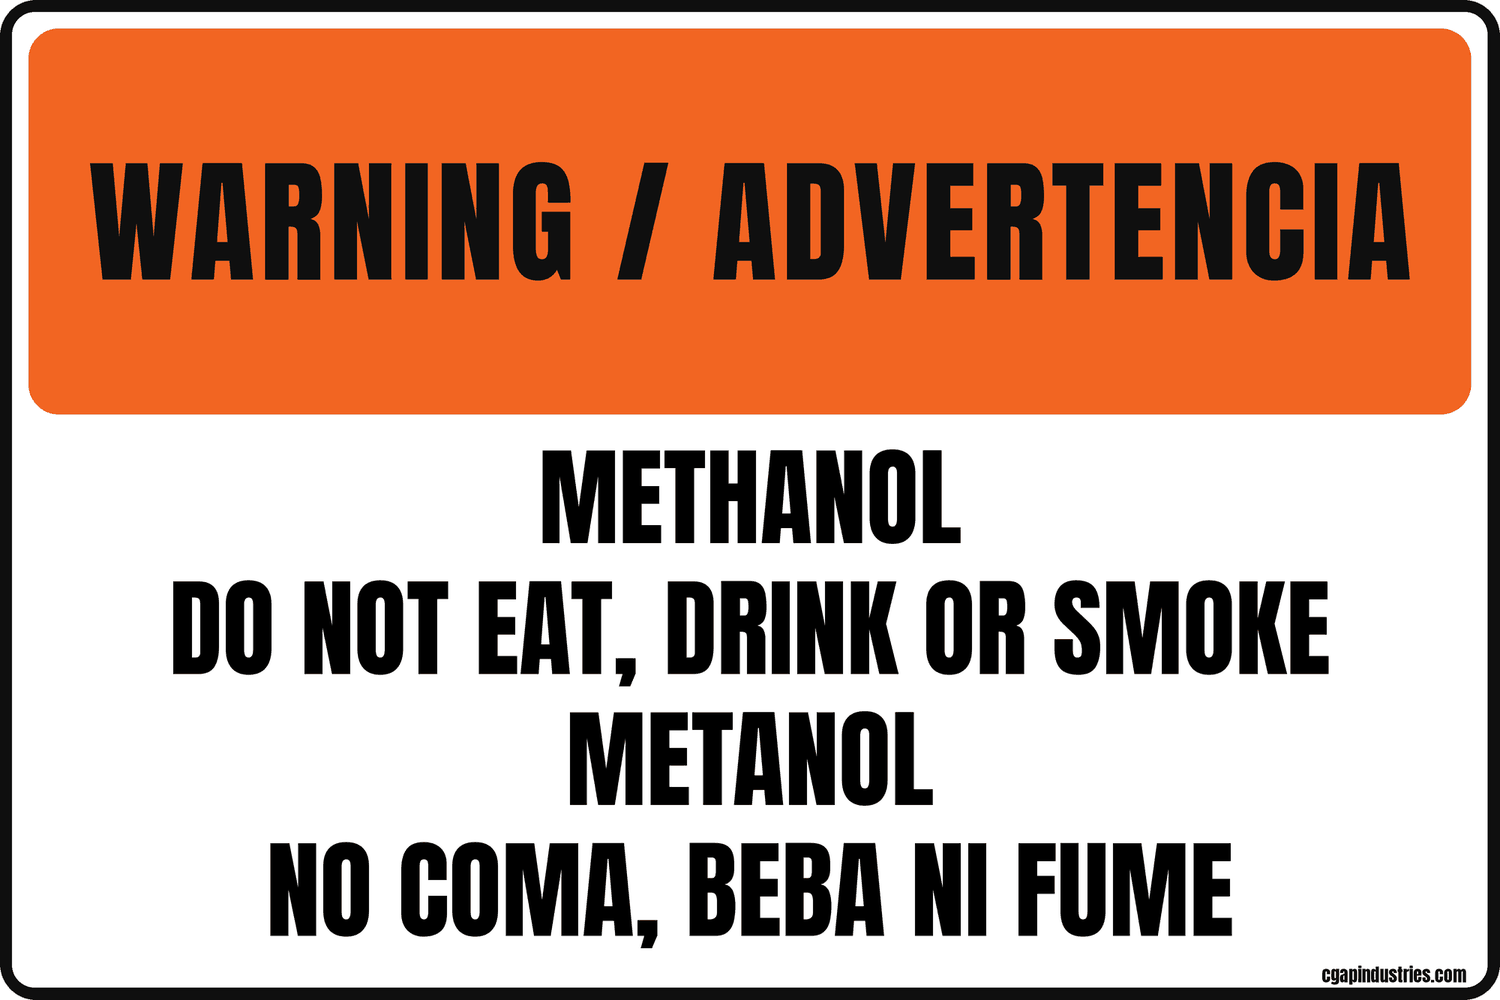 WARNING / ADVERTENCIA
METHANOL
DO NOT EAT, DRINK OR SMOKE
METANOL
NO COMA, BEBA NI FUME
cgapindustries.com